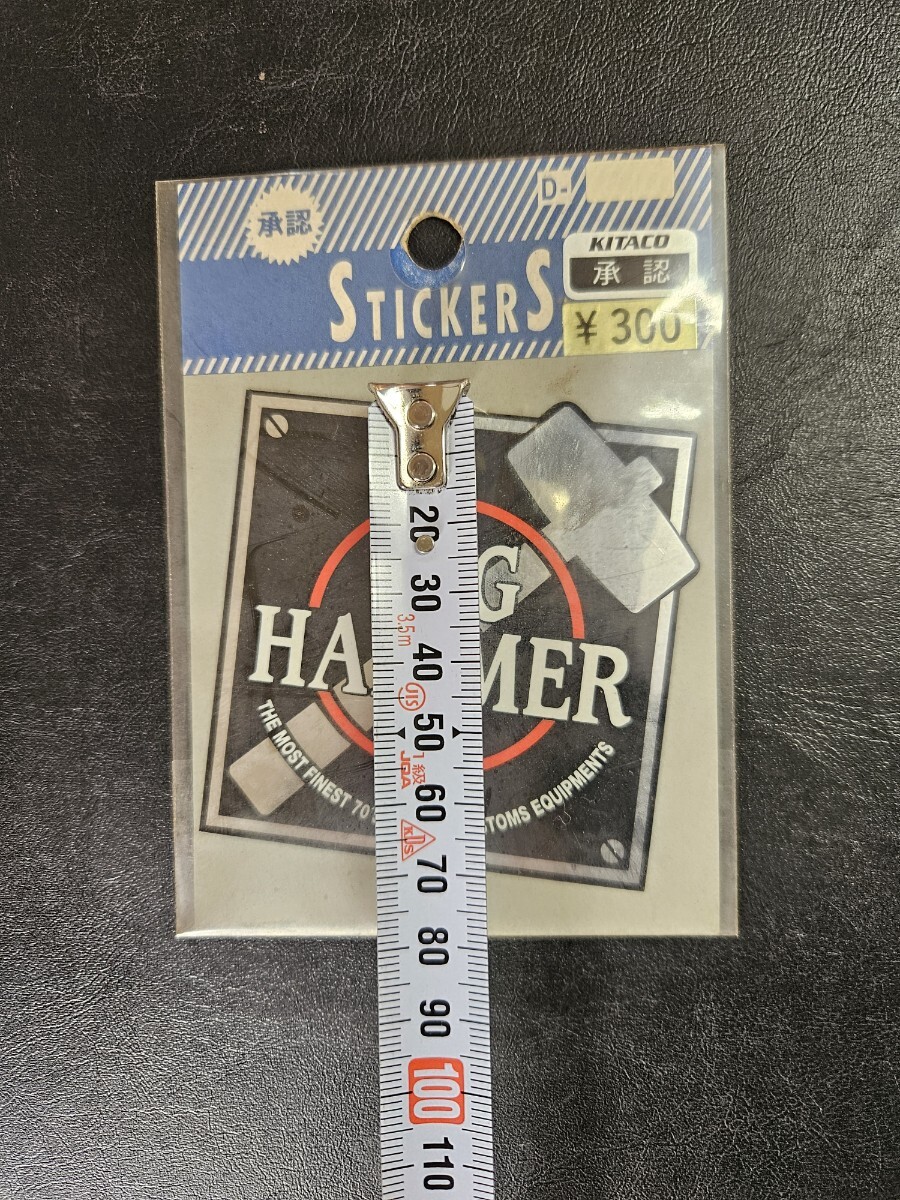 承認
D-
KITACO
承 認
STICKERS
¥ 300
G
HA MER
THE MOST FINEST 70
TOMS EQUIPMENTS
20
30
3.5m
40
JIS
50
1級
JQA
60
KDS
70
80
90
100
110